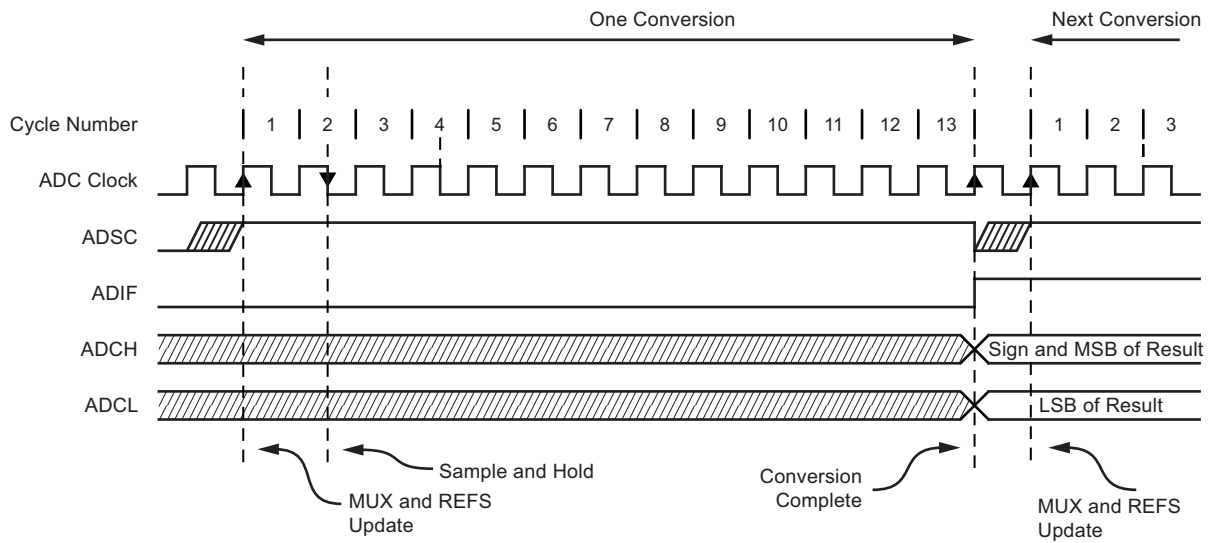 One Conversion
Next Conversion
Cycle Number
1 2 3 4 5 6 7 8 9 10 11 12 13 1 2 3
ADC Clock
ADSC
ADIF
ADCH
Sign and MSB of Result
ADCL
LSB of Result
Sample and Hold
MUX and REFS
Update
Conversion
Complete
MUX and REFS
Update